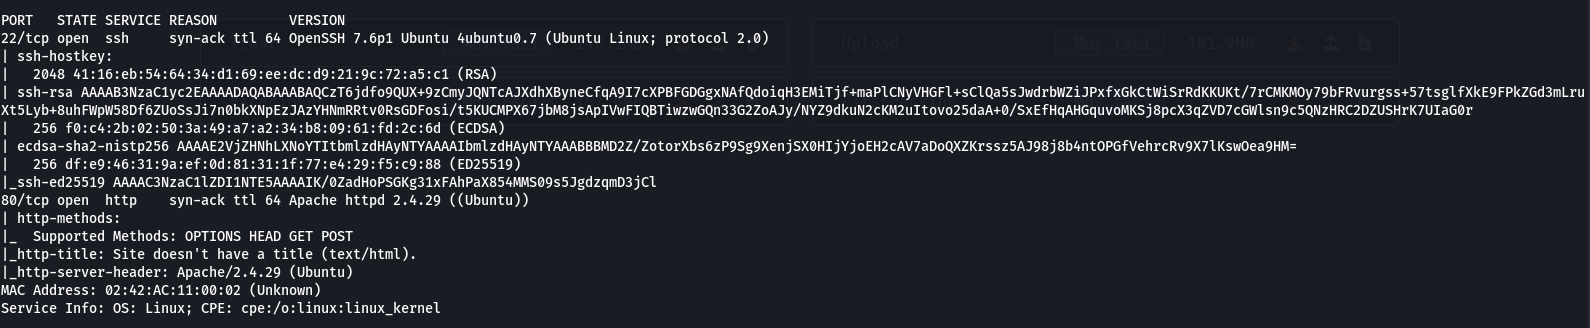 PORT   STATE SERVICE REASON         VERSION
Upload Muy fácil 101.9MB
22/tcp open  ssh     syn-ack ttl 64 OpenSSH 7.6p1 Ubuntu 4ubuntu0.7 (Ubuntu Linux; protocol 2.0)
| ssh-hostkey:
|   2048 41:16:eb:54:64:34:d1:69:ee:dc:d9:21:9c:72:a5:c1 (RSA)
| ssh-rsa AAAAB3NzaC1yc2EAAAADAQABAAABAQCzT6jdfo9QUX+9zCmyJQNTcAJXdhXByneCfqA9I7cXPBFGDGgxNAfQdoiqH3EMiTjf+maPlCNyVHGFl+sClQa5sJwdrbWZiJPxfxGkCtWiSrRdKKUKt/7rCMKMOy79bFRvurgss+57tsglfXkE9FPkZGd3mLru
Xt5Lyb+8uhFWpW58Df6ZUoSsJi7n0bkXNpEzJAzYHNmRRtv0RsGDFosi/t5KUCMPX67jbM8jsApIVwFIQBTiwzwGQn33G2ZoAJy/NYZ9dkuN2cKM2uItovo25daA+0/SxEfHqAHGquvoMKSj8pcX3qZVD7cGWlsn9c5QNzHRC2DZUSHrK7UIaG0r
|   256 f0:c4:2b:02:50:3a:49:a7:a2:34:b8:09:61:fd:2c:6d (ECDSA)
| ecdsa-sha2-nistp256 AAAAE2VjZHNhLXNoYTItbmlzdHAyNTYAAAAIbmlzdHAyNTYAAABBBMD2Z/ZotorXbs6zP9Sg9XenjSX0HIjYjoEH2cAV7aDoQXZKrssz5AJ98j8b4ntOPGfVehrcRv9X7lKswOea9HM=
|   256 df:e9:46:31:9a:ef:0d:81:31:1f:77:e4:29:f5:c9:88 (ED25519)
|_ssh-ed25519 AAAAC3NzaC1lZDI1NTE5AAAAIK/0ZadHoPSGKg31xFAhPaX854MMS09s5JgdzqmD3jCl
80/tcp open  http    syn-ack ttl 64 Apache httpd 2.4.29 ((Ubuntu))
| http-methods:
|_  Supported Methods: OPTIONS HEAD GET POST
|_http-title: Site doesn't have a title (text/html).
|_http-server-header: Apache/2.4.29 (Ubuntu)
MAC Address: 02:42:AC:11:00:02 (Unknown)
Service Info: OS: Linux; CPE: cpe:/o:linux:linux_kernel